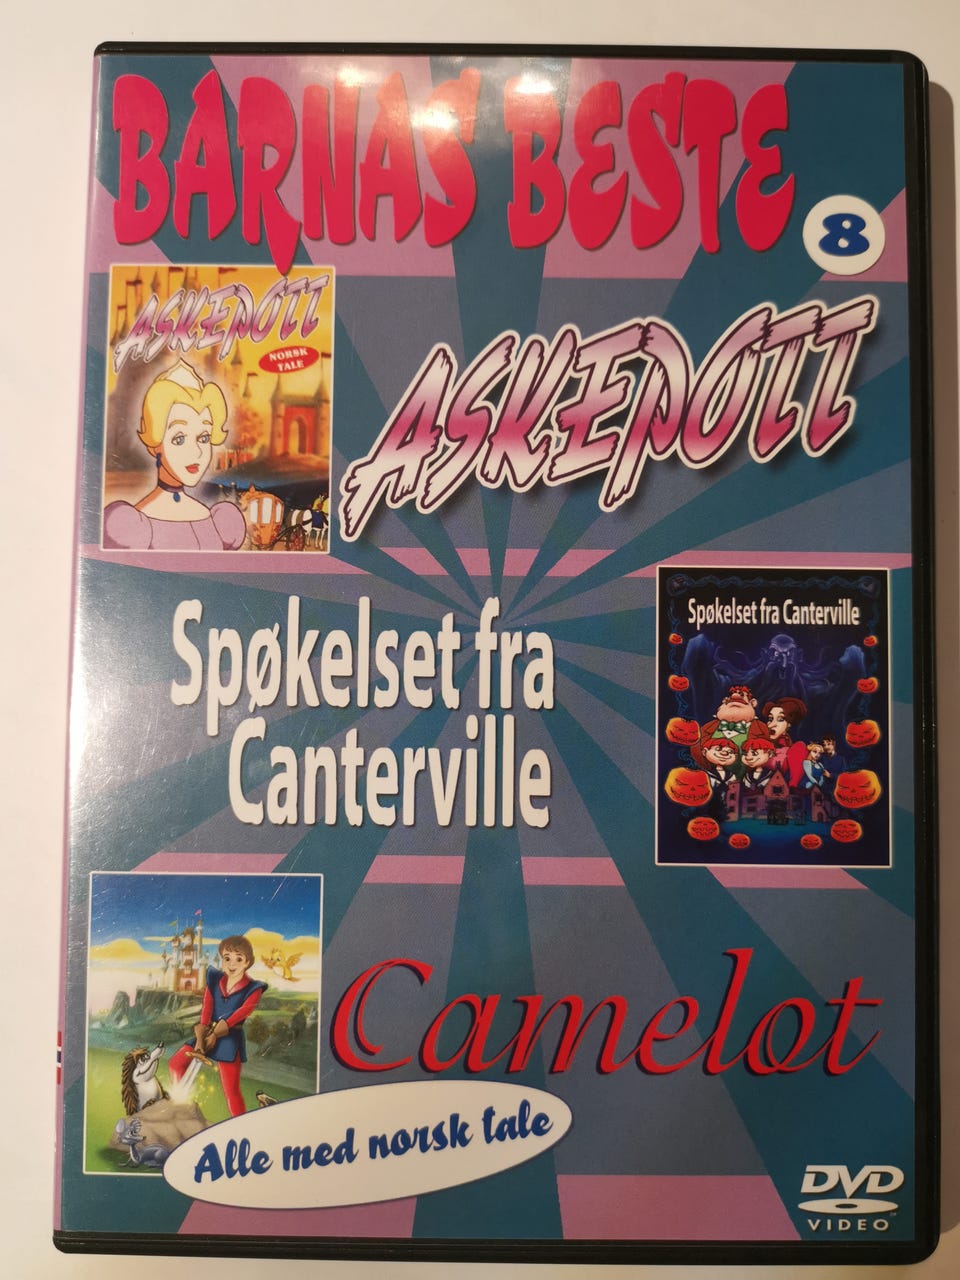 BARNAS BESTE
8
ASKEPOTT
NORSK
TALE
ASKEPOTT
Spøkelset fra
Canterville
Spøkelset fra Canterville
Camelot
Alle med norsk tale
DVD
VIDEO